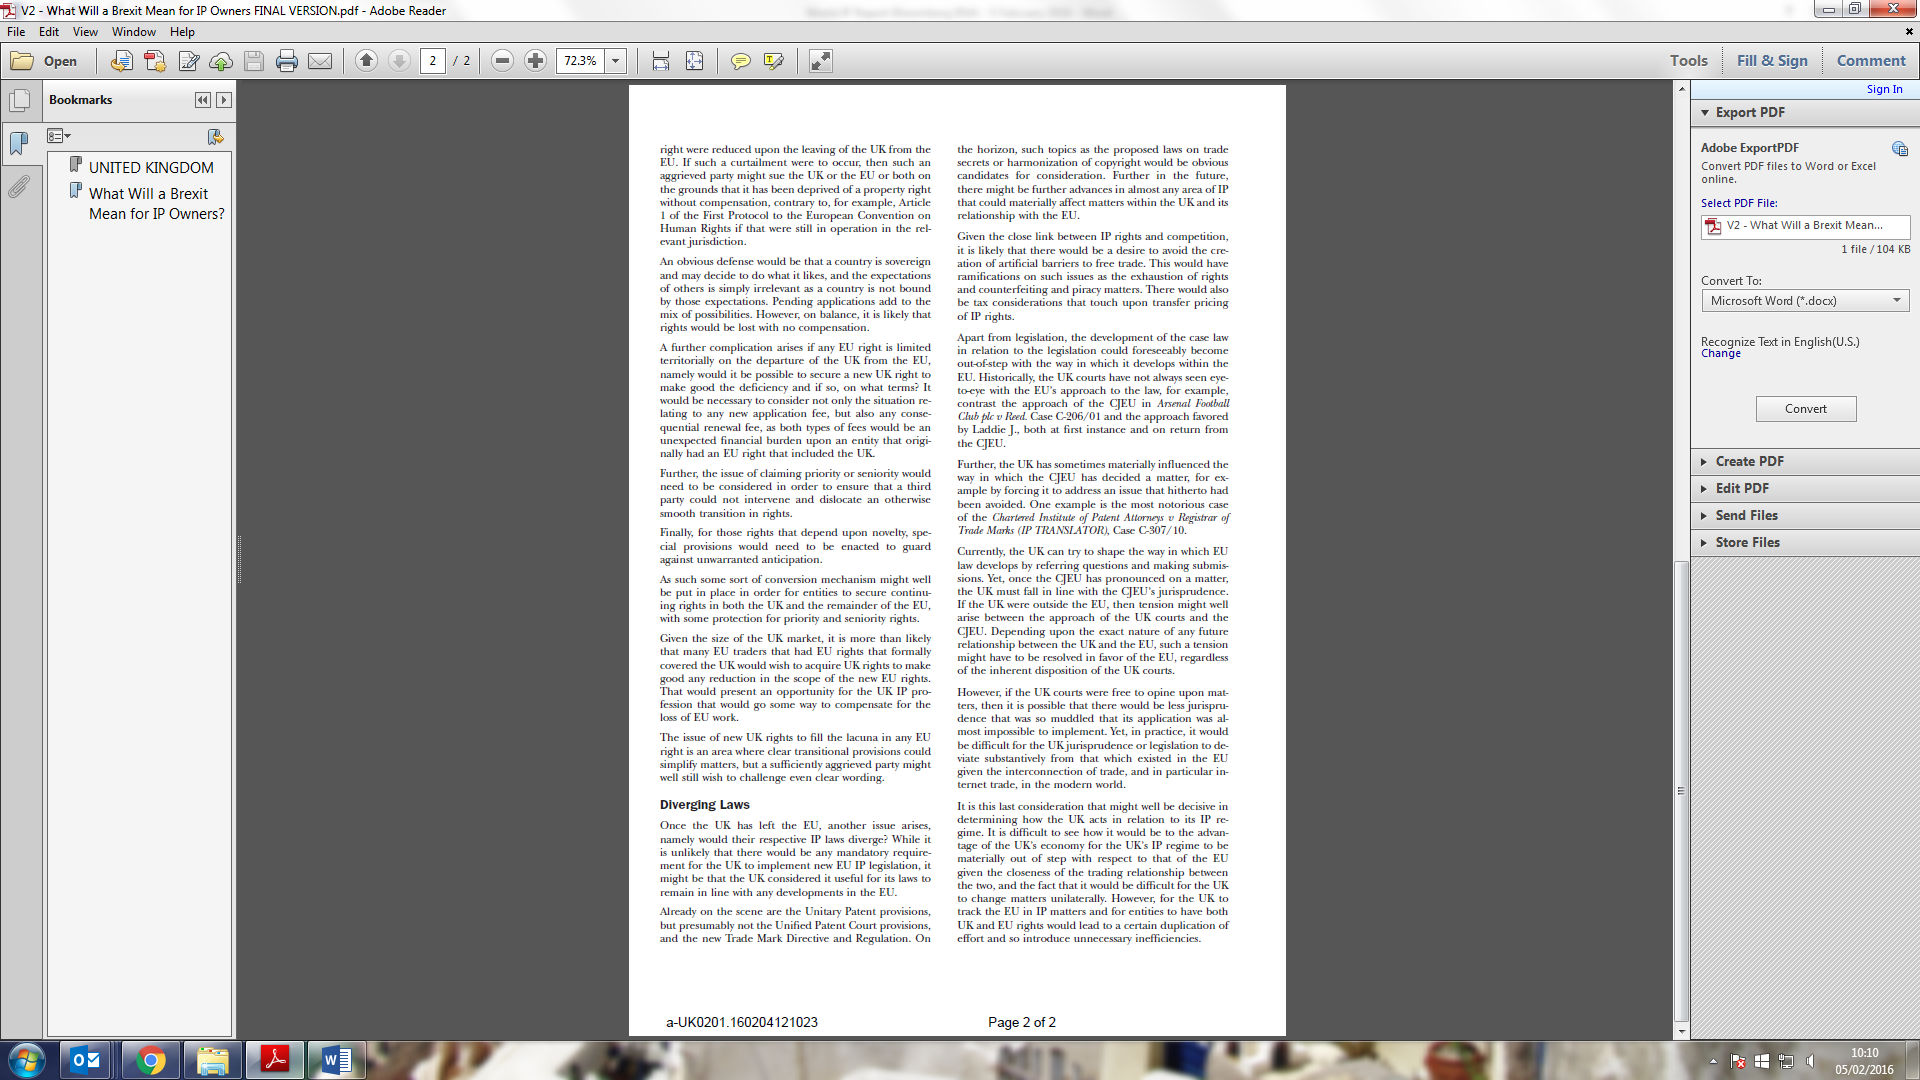 V2 - What Will a Brexit Mean for IP Owners FINAL VERSION.pdf - Adobe Reader
File Edit View Window Help
Open
2 / 2
72.3%
Tools Fill & Sign Comment
Bookmarks
UNITED KINGDOM
What Will a Brexit
Mean for IP Owners?
right were reduced upon the leaving of the UK from the
EU. If such a curtailment were to occur, then such an
aggrieved party might sue the UK or the EU or both on
the grounds that it has been deprived of a property right
without compensation, contrary to, for example, Article
1 of the First Protocol to the European Convention on
Human Rights if that were still in operation in the rel-
evant jurisdiction.
An obvious defense would be that a country is sovereign
and may decide to do what it likes, and the expectations
of others is simply irrelevant as a country is not bound
by those expectations. Pending applications add to the
mix of possibilities. However, on balance, it is likely that
rights would be lost with no compensation.
A further complication arises if any EU right is limited
territorially on the departure of the UK from the EU,
namely would it be possible to secure a new UK right to
make good the deficiency and if so, on what terms? It
would be necessary to consider not only the situation re-
lating to any new application fee, but also any conse-
quential renewal fee, as both types of fees would be an
unexpected financial burden upon an entity that origi-
nally had an EU right that included the UK.
Further, the issue of claiming priority or seniority would
need to be considered in order to ensure that a third
party could not intervene and dislocate an otherwise
smooth transition in rights.
Finally, for those rights that depend upon novelty, spe-
cial provisions would need to be enacted to guard
against unwarranted anticipation.
As such some sort of conversion mechanism might well
be put in place in order for entities to secure continu-
ing rights in both the UK and the remainder of the EU,
with some protection for priority and seniority rights.
Given the size of the UK market, it is more than likely
that many EU traders that had EU rights that formally
covered the UK would wish to acquire UK rights to make
good any reduction in the scope of the new EU rights.
That would present an opportunity for the UK IP pro-
fession that would go some way to compensate for the
loss of EU work.
The issue of new UK rights to fill the lacuna in any EU
right is an area where clear transitional provisions could
simplify matters, but a sufficiently aggrieved party might
well still wish to challenge even clear wording.
Diverging Laws
Once the UK has left the EU, another issue arises,
namely would their respective IP laws diverge? While it
is unlikely that there would be any mandatory require-
ment for the UK to implement new EU IP legislation, it
might be that the UK considered it useful for its laws to
remain in line with any developments in the EU.
Already on the scene are the Unitary Patent provisions,
but presumably not the Unified Patent Court provisions,
and the new Trade Mark Directive and Regulation. On
the horizon, such topics as the proposed laws on trade
secrets or harmonization of copyright would be obvious
candidates for consideration. Further in the future,
there might be further advances in almost any area of IP
that could materially affect matters within the UK and its
relationship with the EU.
Given the close link between IP rights and competition,
it is likely that there would be a desire to avoid the cre-
ation of artificial barriers to free trade. This would have
ramifications on such issues as the exhaustion of rights
and counterfeiting and piracy matters. There would also
be tax considerations that touch upon transfer pricing
of IP rights.
Apart from legislation, the development of the case law
in relation to the legislation could foreseeably become
out-of-step with the way in which it develops within the
EU. Historically, the UK courts have not always seen eye-
to-eye with the EU's approach to the law, for example,
contrast the approach of the CJEU in Arsenal Football
Club plc v Reed. Case C-206/01 and the approach favored
by Laddie J., both at first instance and on return from
the CJEU.
Further, the UK has sometimes materially influenced the
way in which the CJEU has decided a matter, for ex-
ample by forcing it to address an issue that hitherto had
been avoided. One example is the most notorious case
of the Chartered Institute of Patent Attorneys v Registrar of
Trade Marks (IP TRANSLATOR), Case C-307/10.
Currently, the UK can try to shape the way in which EU
law develops by referring questions and making submis-
sions. Yet, once the CJEU has pronounced on a matter,
the UK must fall in line with the CJEU's jurisprudence.
If the UK were outside the EU, then tension might well
arise between the approach of the UK courts and the
CJEU. Depending upon the exact nature of any future
relationship between the UK and the EU, such a tension
might have to be resolved in favor of the EU, regardless
of the inherent disposition of the UK courts.
However, if the UK courts were free to opine upon mat-
ters, then it is possible that there would be less jurispru-
dence that was so muddled that its application was al-
most impossible to implement. Yet, in practice, it would
be difficult for the UK jurisprudence or legislation to de-
viate substantively from that which existed in the EU
given the interconnection of trade, and in particular in-
ternet trade, in the modern world.
It is this last consideration that might well be decisive in
determining how the UK acts in relation to its IP re-
gime. It is difficult to see how it would be to the advan-
tage of the UK's economy for the UK's IP regime to be
materially out of step with respect to that of the EU
given the closeness of the trading relationship between
the two, and the fact that it would be difficult for the UK
to change matters unilaterally. However, for the UK to
track the EU in IP matters and for entities to have both
UK and EU rights would lead to a certain duplication of
effort and so introduce unnecessary inefficiencies.
a-UK0201.160204121023
Page 2 of 2
Sign In
Export PDF
Adobe ExportPDF
Convert PDF files to Word or Excel
online.
Select PDF File:
V2 - What Will a Brexit Mean...
1 file / 104 KB
Convert To:
Microsoft Word (*.docx)
Recognize Text in English(U.S.)
Change
Convert
Create PDF
Edit PDF
Send Files
Store Files
10:10
05/02/2016